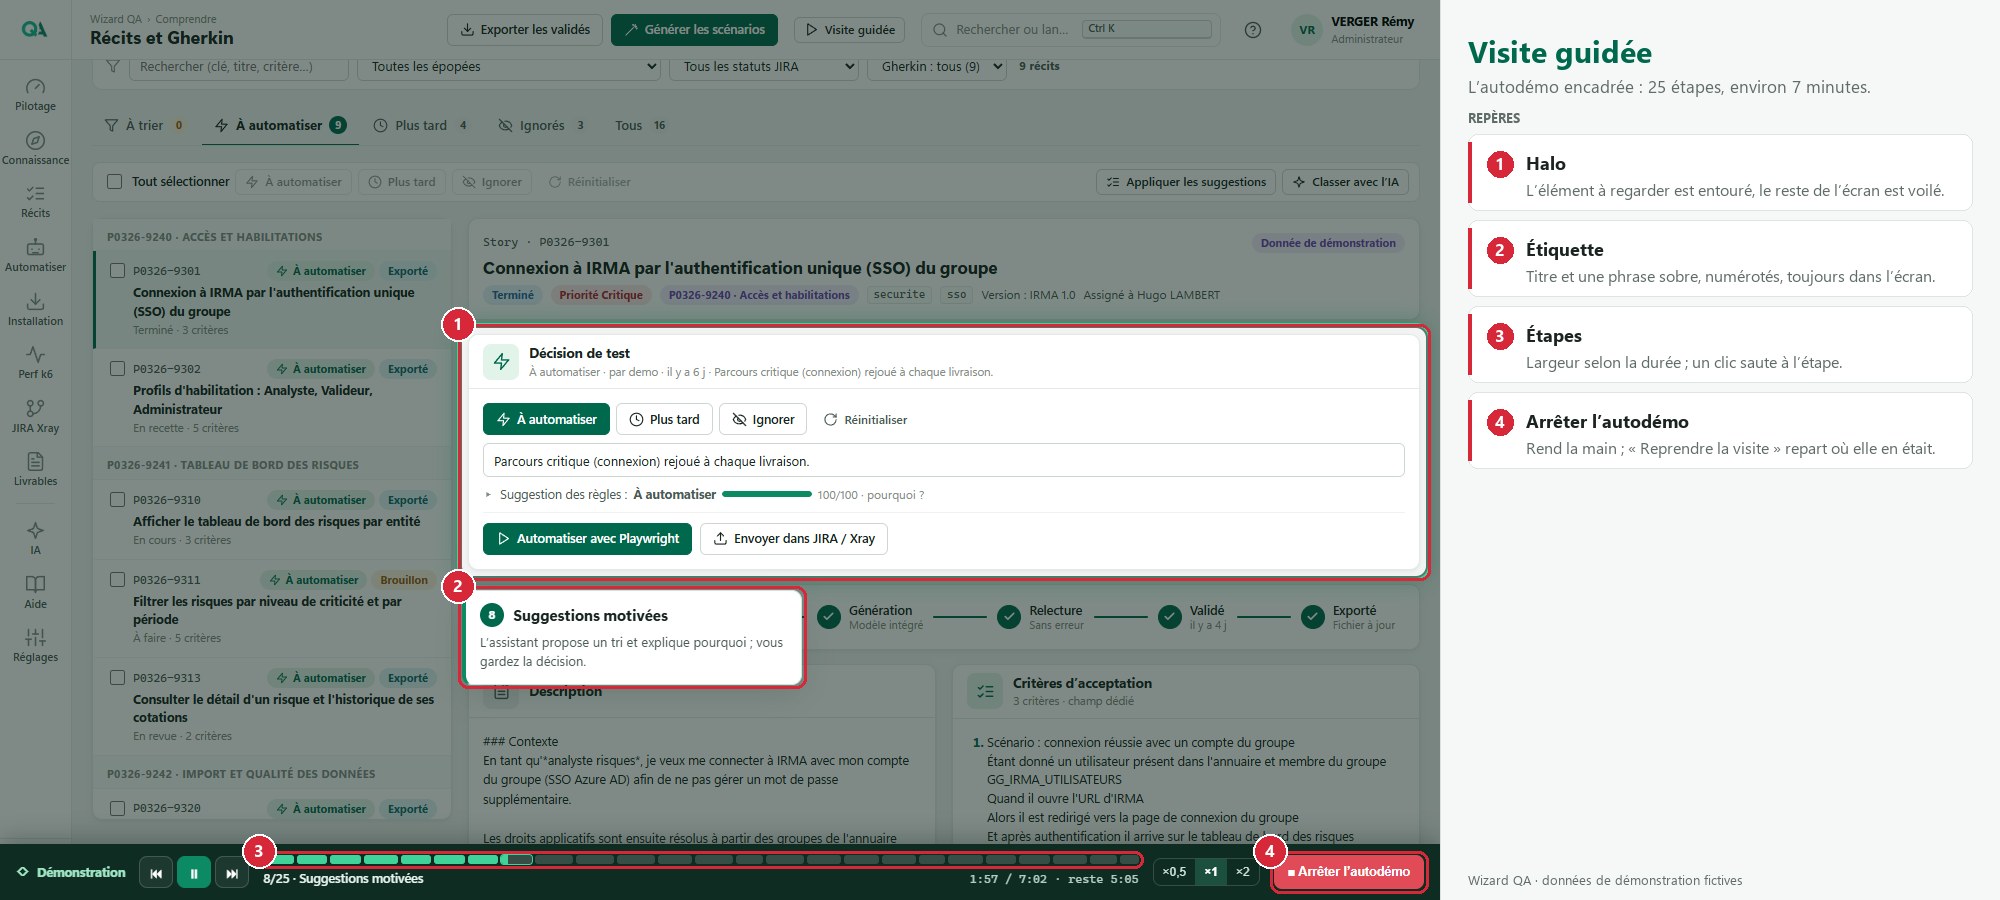 QA
Wizard QA › Comprendre
Récits et Gherkin
Exporter les validés
Générer les scénarios
Visite guidée
Rechercher ou lan...
Ctrl K
VR
VERGER Rémy
Administrateur
Pilotage
Connaissance
Récits
Automatiser
Installation
Perf k6
JIRA Xray
Livrables
IA
Aide
Réglages
Rechercher (clé, titre, critère...)
Toutes les épopées
Tous les statuts JIRA
Gherkin : tous (9)
9 récits
À trier 0
À automatiser 9
Plus tard 4
Ignorés 3
Tous 16
Tout sélectionner
À automatiser
Plus tard
Ignorer
Réinitialiser
Appliquer les suggestions
Classer avec l'IA
P0326-9240 · ACCÈS ET HABILITATIONS
P0326-9301
À automatiser
Exporté
Connexion à IRMA par l'authentification unique
(SSO) du groupe
Terminé · 3 critères
P0326-9302
À automatiser
Exporté
Profils d'habilitation : Analyste, Valideur,
Administrateur
En recette · 5 critères
P0326-9241 · TABLEAU DE BORD DES RISQUES
P0326-9310
À automatiser
Exporté
Afficher le tableau de bord des risques par entité
En cours · 3 critères
P0326-9311
À automatiser
Brouillon
Filtrer les risques par niveau de criticité et par
période
À faire · 5 critères
P0326-9313
À automatiser
Exporté
Consulter le détail d'un risque et l'historique de ses
cotations
En revue · 2 critères
P0326-9242 · IMPORT ET QUALITÉ DES DONNÉES
P0326-9320
À automatiser
Exporté
Story · P0326-9301
Donnée de démonstration
Connexion à IRMA par l'authentification unique (SSO) du groupe
Terminé
Priorité Critique
P0326-9240 · Accès et habilitations
securite
sso
Version : IRMA 1.0
Assigné à Hugo LAMBERT
1
Décision de test
À automatiser · par demo · il y a 6 j · Parcours critique (connexion) rejoué à chaque livraison.
À automatiser
Plus tard
Ignorer
Réinitialiser
Parcours critique (connexion) rejoué à chaque livraison.
Suggestion des règles : À automatiser 100/100 · pourquoi ?
Automatiser avec Playwright
Envoyer dans JIRA / Xray
2
8 Suggestions motivées
L'assistant propose un tri et explique pourquoi ; vous
gardez la décision.
Génération
Modèle intégré
Relecture
Sans erreur
Validé
il y a 4 j
Exporté
Fichier à jour
Description
### Contexte
En tant qu'*analyste risques*, je veux me connecter à IRMA avec mon compte
du groupe (SSO Azure AD) afin de ne pas gérer un mot de passe
supplémentaire.
Les droits applicatifs sont ensuite résolus à partir des groupes de l'annuaire
Critères d'acceptation
3 critères · champ dédié
1. Scénario : connexion réussie avec un compte du groupe
Étant donné un utilisateur présent dans l'annuaire et membre du groupe
GG_IRMA_UTILISATEURS
Quand il ouvre l'URL d'IRMA
Alors il est redirigé vers la page de connexion du groupe
Et après authentification il arrive sur le tableau de bord des risques
Démonstration
3
8/25 · Suggestions motivées
1:57 / 7:02 · reste 5:05
×0,5
×1
×2
4
Arrêter l'autodémo
Visite guidée
L'autodémo encadrée : 25 étapes, environ 7 minutes.
REPÈRES
1 Halo
L'élément à regarder est entouré, le reste de l'écran est voilé.
2 Étiquette
Titre et une phrase sobre, numérotés, toujours dans l'écran.
3 Étapes
Largeur selon la durée ; un clic saute à l'étape.
4 Arrêter l'autodémo
Rend la main ; « Reprendre la visite » repart où elle en était.
Wizard QA · données de démonstration fictives